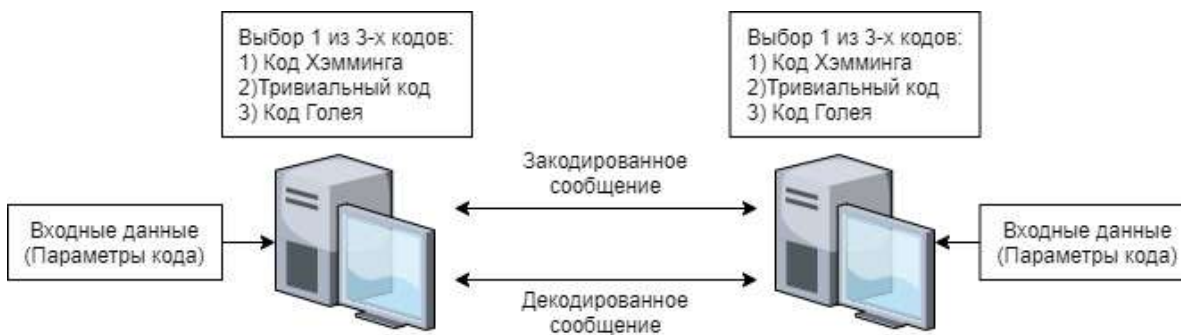 Выбор 1 из 3-х кодов:
1) Код Хэмминга
2)Тривиальный код
3) Код Голея
Выбор 1 из 3-х кодов:
1) Код Хэмминга
2)Тривиальный код
3) Код Голея
Закодированное
сообщение
Входные данные
(Параметры кода)
Входные данные
(Параметры кода)
Декодированное
сообщение